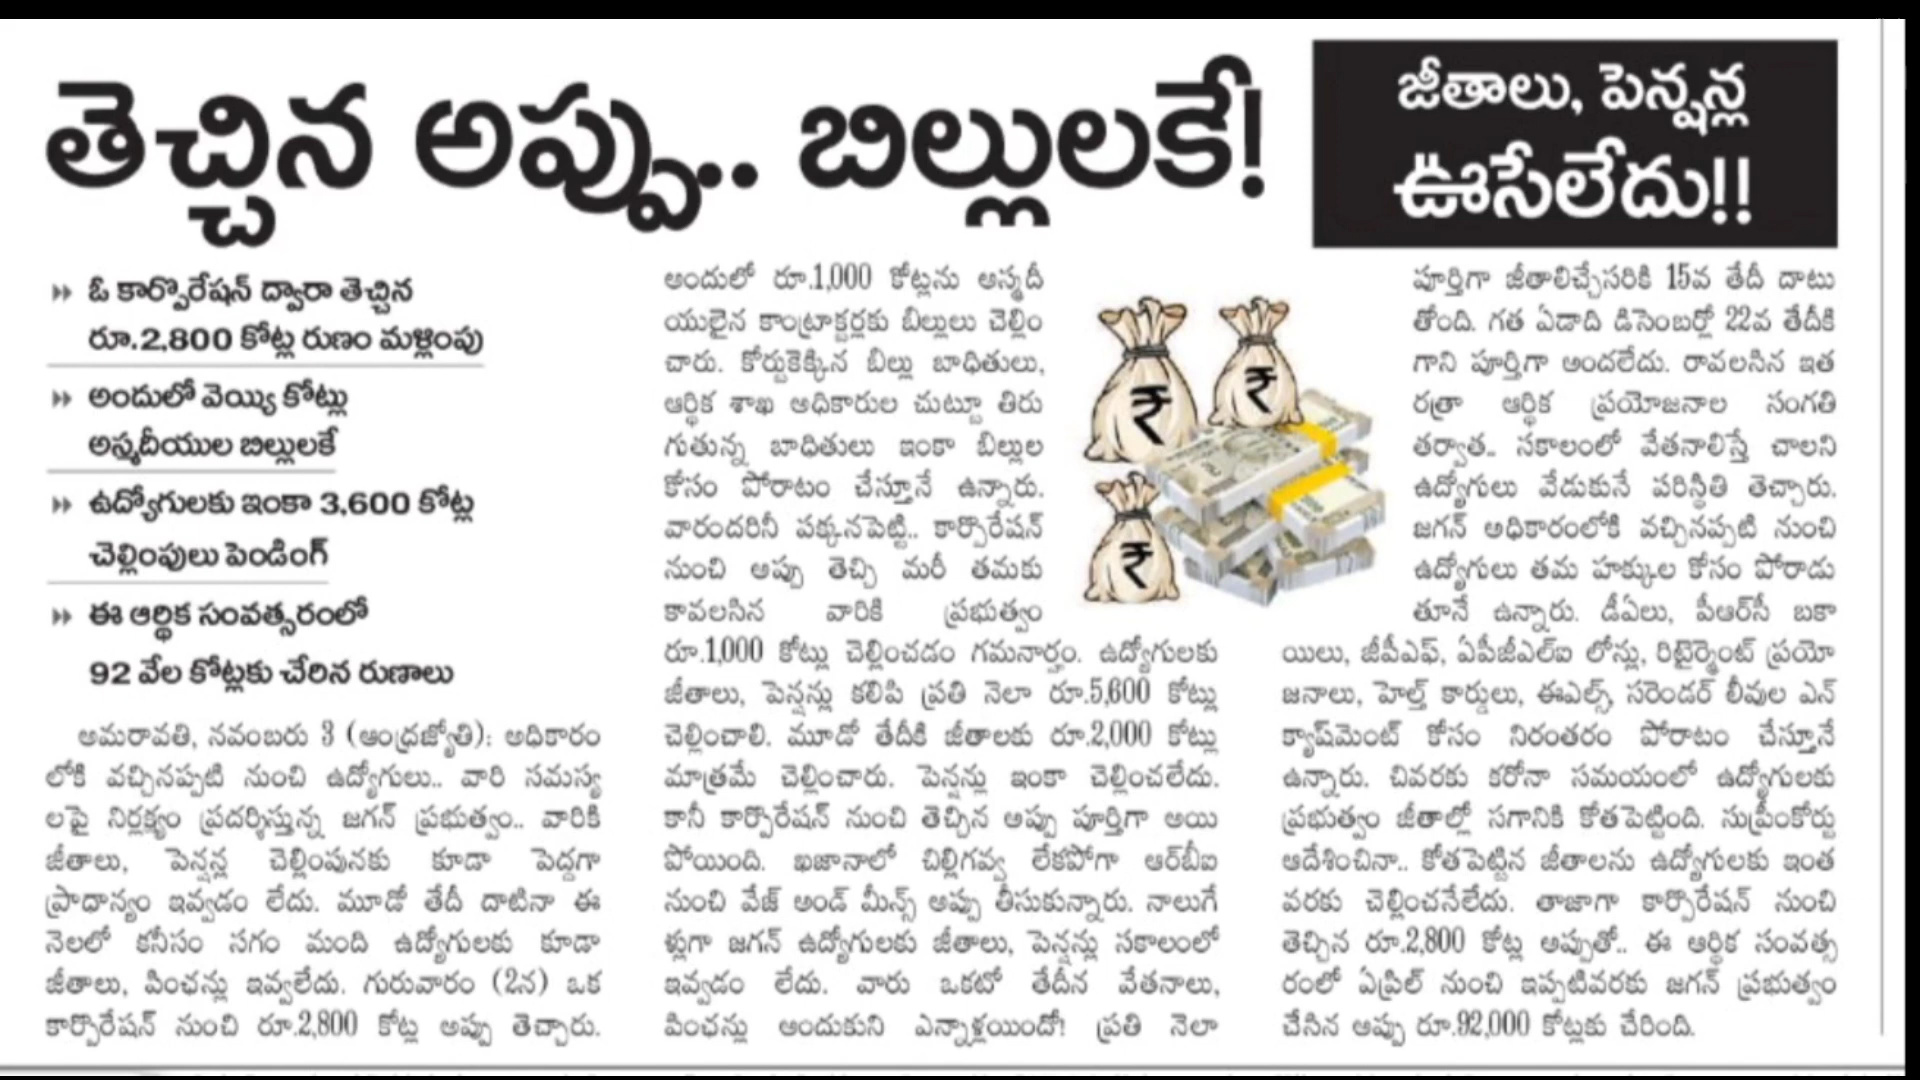 తెచ్చిన అప్పు.. బిల్లులకే!
జీతాలు, పెన్షన్ల
ఊసేలేదు!!
ఓ కార్పొరేషన్ ద్వారా తెచ్చిన
రూ.2,800 కోట్ల రుణం మళ్లింపు
అందులో వెయ్యి కోట్లు
అస్మదీయుల బిల్లులకే
ఉద్యోగులకు ఇంకా 3,600 కోట్ల
చెల్లింపులు పెండింగ్
ఈ ఆర్థిక సంవత్సరంలో
92 వేల కోట్లకు చేరిన రుణాలు
అమరావతి, నవంబరు 3 (ఆంధ్రజ్యోతి): అధికారం
లోకి వచ్చినప్పటి నుంచి ఉద్యోగులు.. వారి సమస్య
లపై నిర్లక్ష్యం ప్రదర్శిస్తున్న జగన్ ప్రభుత్వం.. వారికి
జీతాలు, పెన్షన్ల చెల్లింపునకు కూడా పెద్దగా
ప్రాధాన్యం ఇవ్వడం లేదు. మూడో తేదీ దాటినా ఈ
నెలలో కనీసం సగం మంది ఉద్యోగులకు కూడా
జీతాలు, పింఛన్లు ఇవ్వలేదు. గురువారం (2న) ఒక
కార్పొరేషన్ నుంచి రూ.2,800 కోట్ల అప్పు తెచ్చారు.
అందులో రూ.1,000 కోట్లను అస్మదీ
యులైన కాంట్రాక్టర్లకు బిల్లులు చెల్లిం
చారు. కోర్టుకెక్కిన బిల్లు బాధితులు,
ఆర్థిక శాఖ అధికారుల చుట్టూ తిరు
గుతున్న బాధితులు ఇంకా బిల్లుల
కోసం పోరాటం చేస్తూనే ఉన్నారు.
వారందరినీ పక్కనపెట్టి.. కార్పొరేషన్
నుంచి అప్పు తెచ్చి మరీ తమకు
కావలసిన వారికి ప్రభుత్వం
రూ.1,000 కోట్లు చెల్లించడం గమనార్హం. ఉద్యోగులకు
జీతాలు, పెన్షన్లు కలిపి ప్రతి నెలా రూ.5,600 కోట్లు
చెల్లించాలి. మూడో తేదీకి జీతాలకు రూ.2,000 కోట్లు
మాత్రమే చెల్లించారు. పెన్షన్లు ఇంకా చెల్లించలేదు.
కానీ కార్పొరేషన్ నుంచి తెచ్చిన అప్పు పూర్తిగా అయి
పోయింది. ఖజానాలో చిల్లిగవ్వ లేకపోగా ఆర్‌బీఐ
నుంచి వేజ్ అండ్ మీన్స్ అప్పు తీసుకున్నారు. నాలుగే
ళ్లుగా జగన్ ఉద్యోగులకు జీతాలు, పెన్షన్లు సకాలంలో
ఇవ్వడం లేదు. వారు ఒకటో తేదీన వేతనాలు,
పింఛన్లు అందుకుని ఎన్నాళ్లయిందో! ప్రతి నెలా
పూర్తిగా జీతాలిచ్చేసరికి 15వ తేదీ దాటు
తోంది. గత ఏడాది డిసెంబర్లో 22వ తేదీకి
గాని పూర్తిగా అందలేదు. రావలసిన ఇత
రత్రా ఆర్థిక ప్రయోజనాల సంగతి
తర్వాత.. సకాలంలో వేతనాలిస్తే చాలని
ఉద్యోగులు వేడుకునే పరిస్థితి తెచ్చారు.
జగన్ అధికారంలోకి వచ్చినప్పటి నుంచి
ఉద్యోగులు తమ హక్కుల కోసం పోరాడు
తూనే ఉన్నారు. డీఏలు, పీఆర్‌సీ బకా
యిలు, జీపీఎఫ్, ఏపీజీఎల్ఐ లోన్లు, రిటైర్మెంట్ ప్రయో
జనాలు, హెల్త్ కార్డులు, ఈఎల్స్ సరెండర్ లీవుల ఎన్
క్యాష్‌మెంట్ కోసం నిరంతరం పోరాటం చేస్తూనే
ఉన్నారు. చివరకు కరోనా సమయంలో ఉద్యోగులకు
ప్రభుత్వం జీతాల్లో సగానికి కోతపెట్టింది. సుప్రీంకోర్టు
ఆదేశించినా.. కోతపెట్టిన జీతాలను ఉద్యోగులకు ఇంత
వరకు చెల్లించనేలేదు. తాజాగా కార్పొరేషన్ నుంచి
తెచ్చిన రూ.2,800 కోట్ల అప్పుతో.. ఈ ఆర్థిక సంవత్స
రంలో ఏప్రిల్ నుంచి ఇప్పటివరకు జగన్ ప్రభుత్వం
చేసిన అప్పు రూ.92,000 కోట్లకు చేరింది.